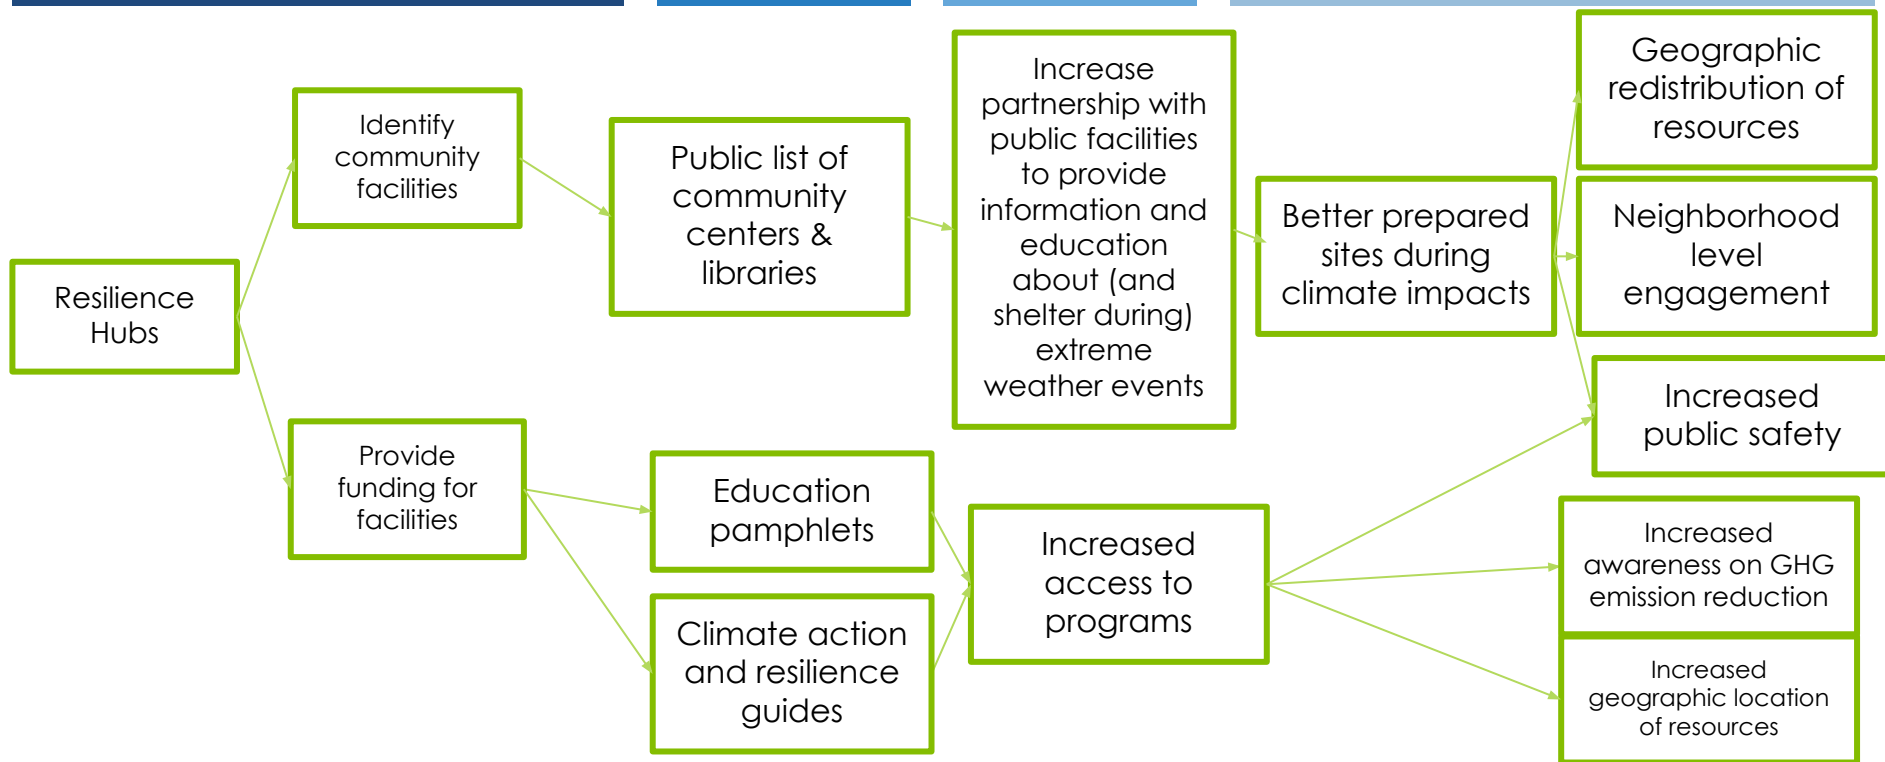 Resilience
Hubs
Identify
community
facilities
Provide
funding for
facilities
Public list of
community
centers &
libraries
Education
pamphlets
Climate action
and resilience
guides
Increase
partnership with
public facilities
to provide
information and
education
about (and
shelter during)
extreme
weather events
Increased
access to
programs
Better prepared
sites during
climate impacts
Geographic
redistribution of
resources
Neighborhood
level
engagement
Increased
public safety
Increased
awareness on GHG
emission reduction
Increased
geographic location
of resources